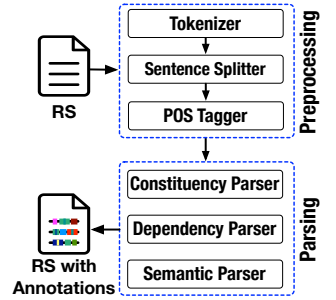 Tokenizer
Sentence Splitter
POS Tagger
Preprocessing
RS
Constituency Parser
Dependency Parser
Semantic Parser
Parsing
RS with
Annotations